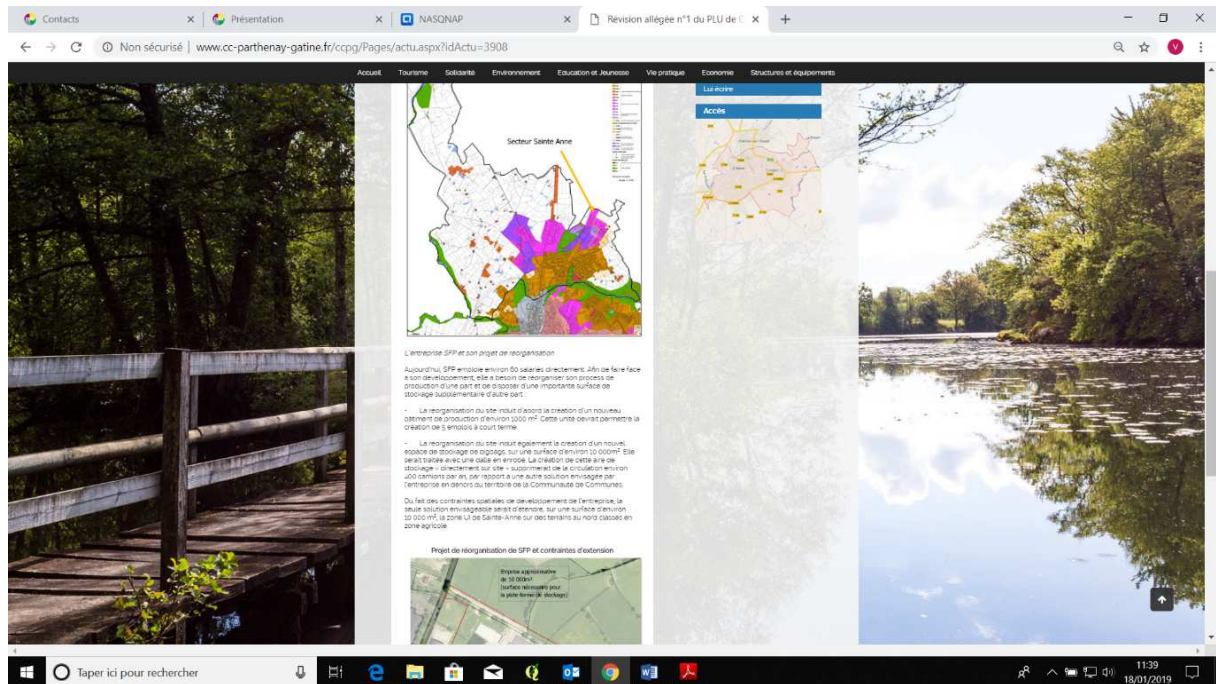 Contacts
Présentation
NASQNAP
Révision allégée n°1 du PLU de
Non sécurisé | www.cc-parthenay-gatine.fr/ccpg/Pages/actu.aspx?idActu=3908
Accueil Tourisme Solidarité Environnement Education et Jeunesse Vie pratique Economie Structures et équipements
Lui écrire
Accès
Secteur Sainte Anne
L'entreprise SFP et son projet de réorganisation
Aujourd'hui, SFP emploie environ 60 salariés directement. Afin de faire face
à son développement, elle a besoin de réorganiser son process de
production d'une part et de disposer d'une importante surface de
stockage supplémentaire d'autre part :
- La réorganisation du site induit d'abord la création d'un nouveau
bâtiment de production d'environ 1000 m². Cette unité devrait permettre la
création de 5 emplois à court terme.
- La réorganisation du site induit également la création d'un nouvel
espace de stockage de bigbags, sur une surface d'environ 10 000m². Elle
serait traitée avec une dalle en enrobé. La création de cette aire de
stockage « directement sur site » supprimerait de la circulation environ
400 camions par an, par rapport à une autre solution envisagée par
l'entreprise en dehors du territoire de la Communauté de Communes.
Du fait des contraintes spatiales de développement de l'entreprise, la
seule solution envisageable serait d'étendre, sur une surface d'environ
10 000 m², la zone UI de Sainte-Anne sur des terrains au nord classés en
zone agricole
Projet de réorganisation de SFP et contraintes d'extension
Emprise approximative
de 10 000m²
(surface nécessaire pour
la plate-forme de stockage)
Taper ici pour rechercher
11:39
18/01/2019